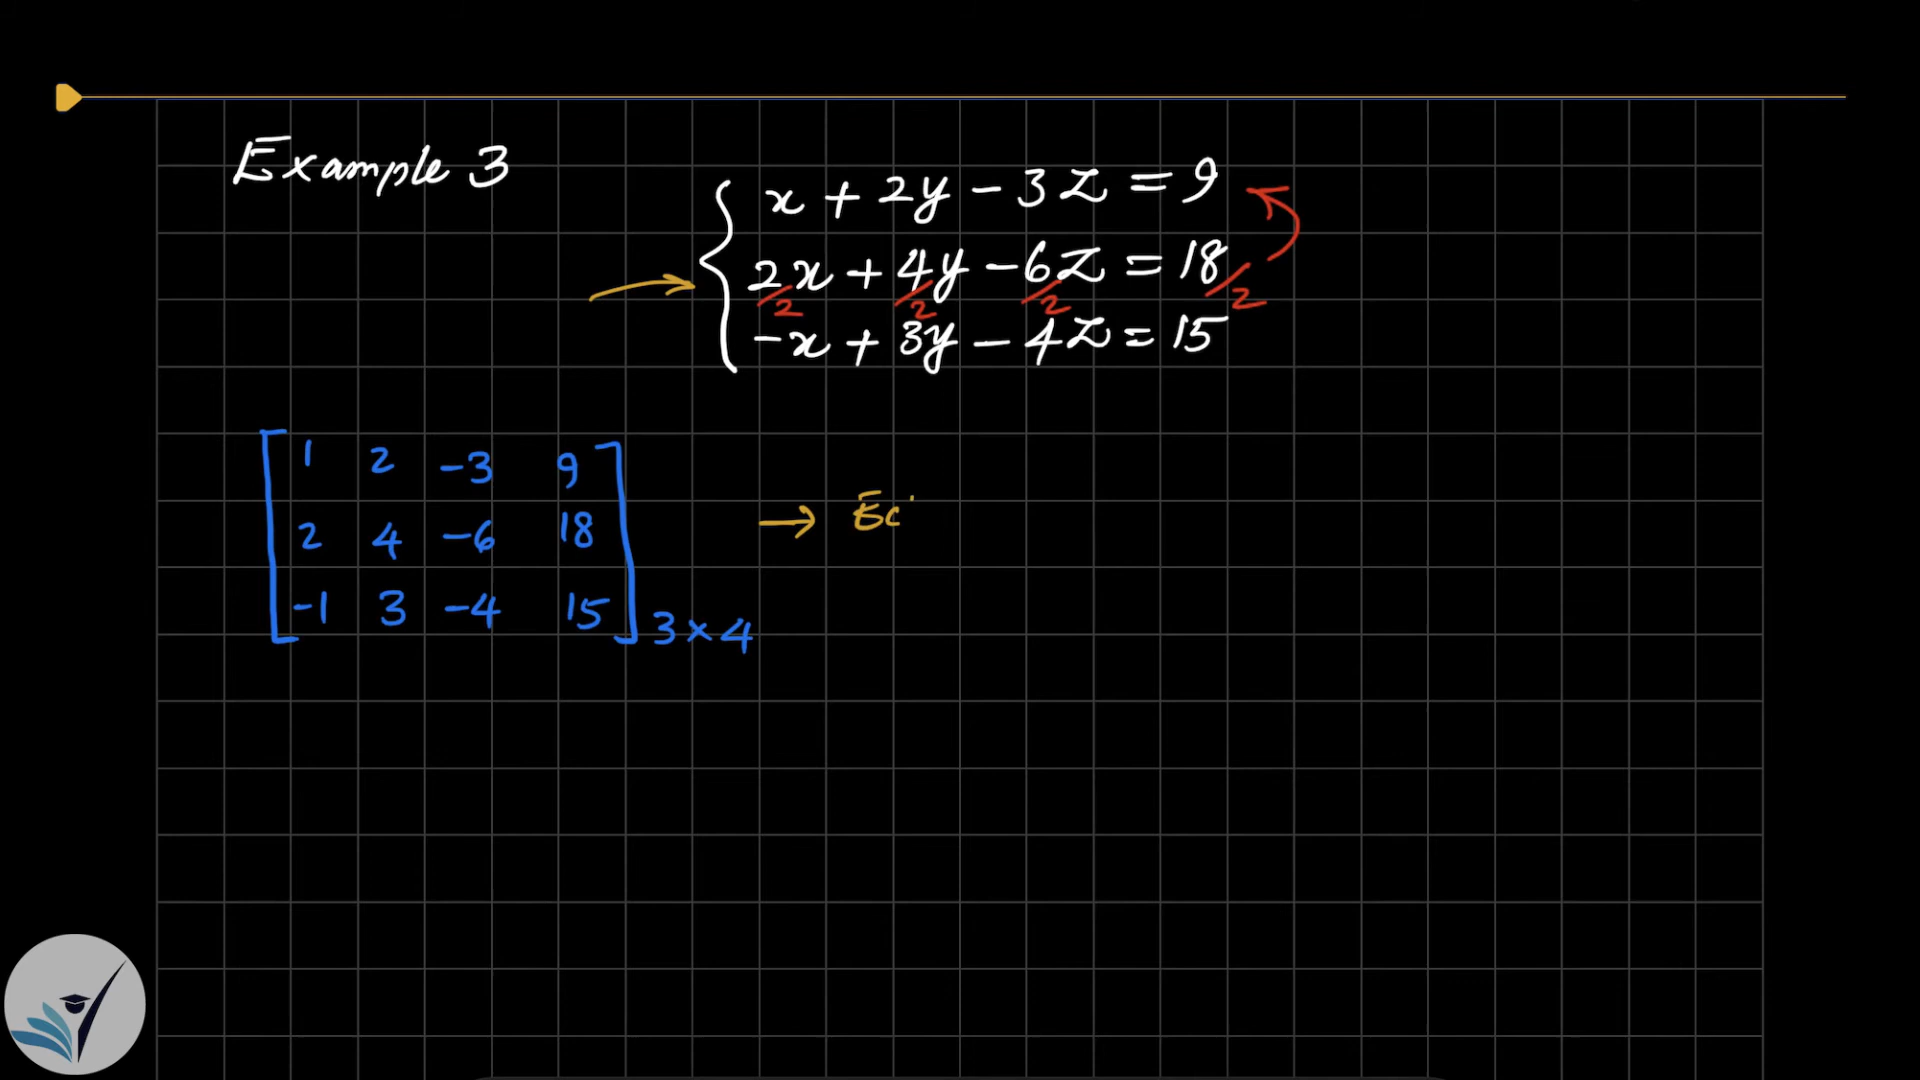 Example 3
x + 2y - 3z = 9
2x + 4y - 6z = 18
/2 /2 /2 /2
-x + 3y - 4z = 15
1 2 -3 9
2 4 -6 18
-1 3 -4 15
3 × 4
→ Ec